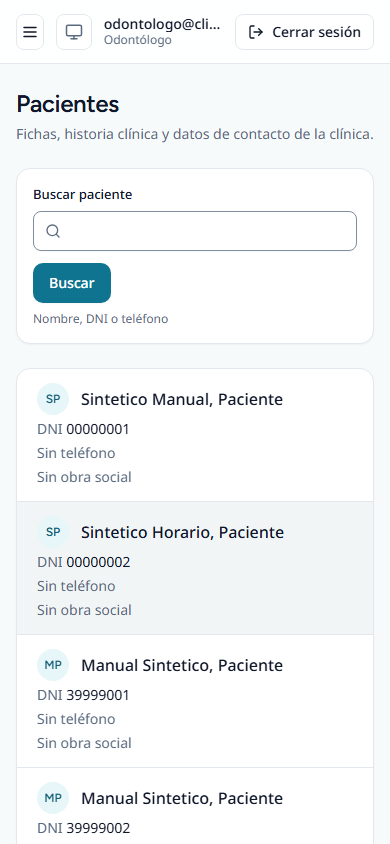 odontologo@cli...
Odontólogo
Cerrar sesión
Pacientes
Fichas, historia clínica y datos de contacto de la clínica.
Buscar paciente
Buscar
Nombre, DNI o teléfono
SP Sintetico Manual, Paciente
DNI 00000001
Sin teléfono
Sin obra social
SP Sintetico Horario, Paciente
DNI 00000002
Sin teléfono
Sin obra social
MP Manual Sintetico, Paciente
DNI 39999001
Sin teléfono
Sin obra social
MP Manual Sintetico, Paciente
DNI 39999002